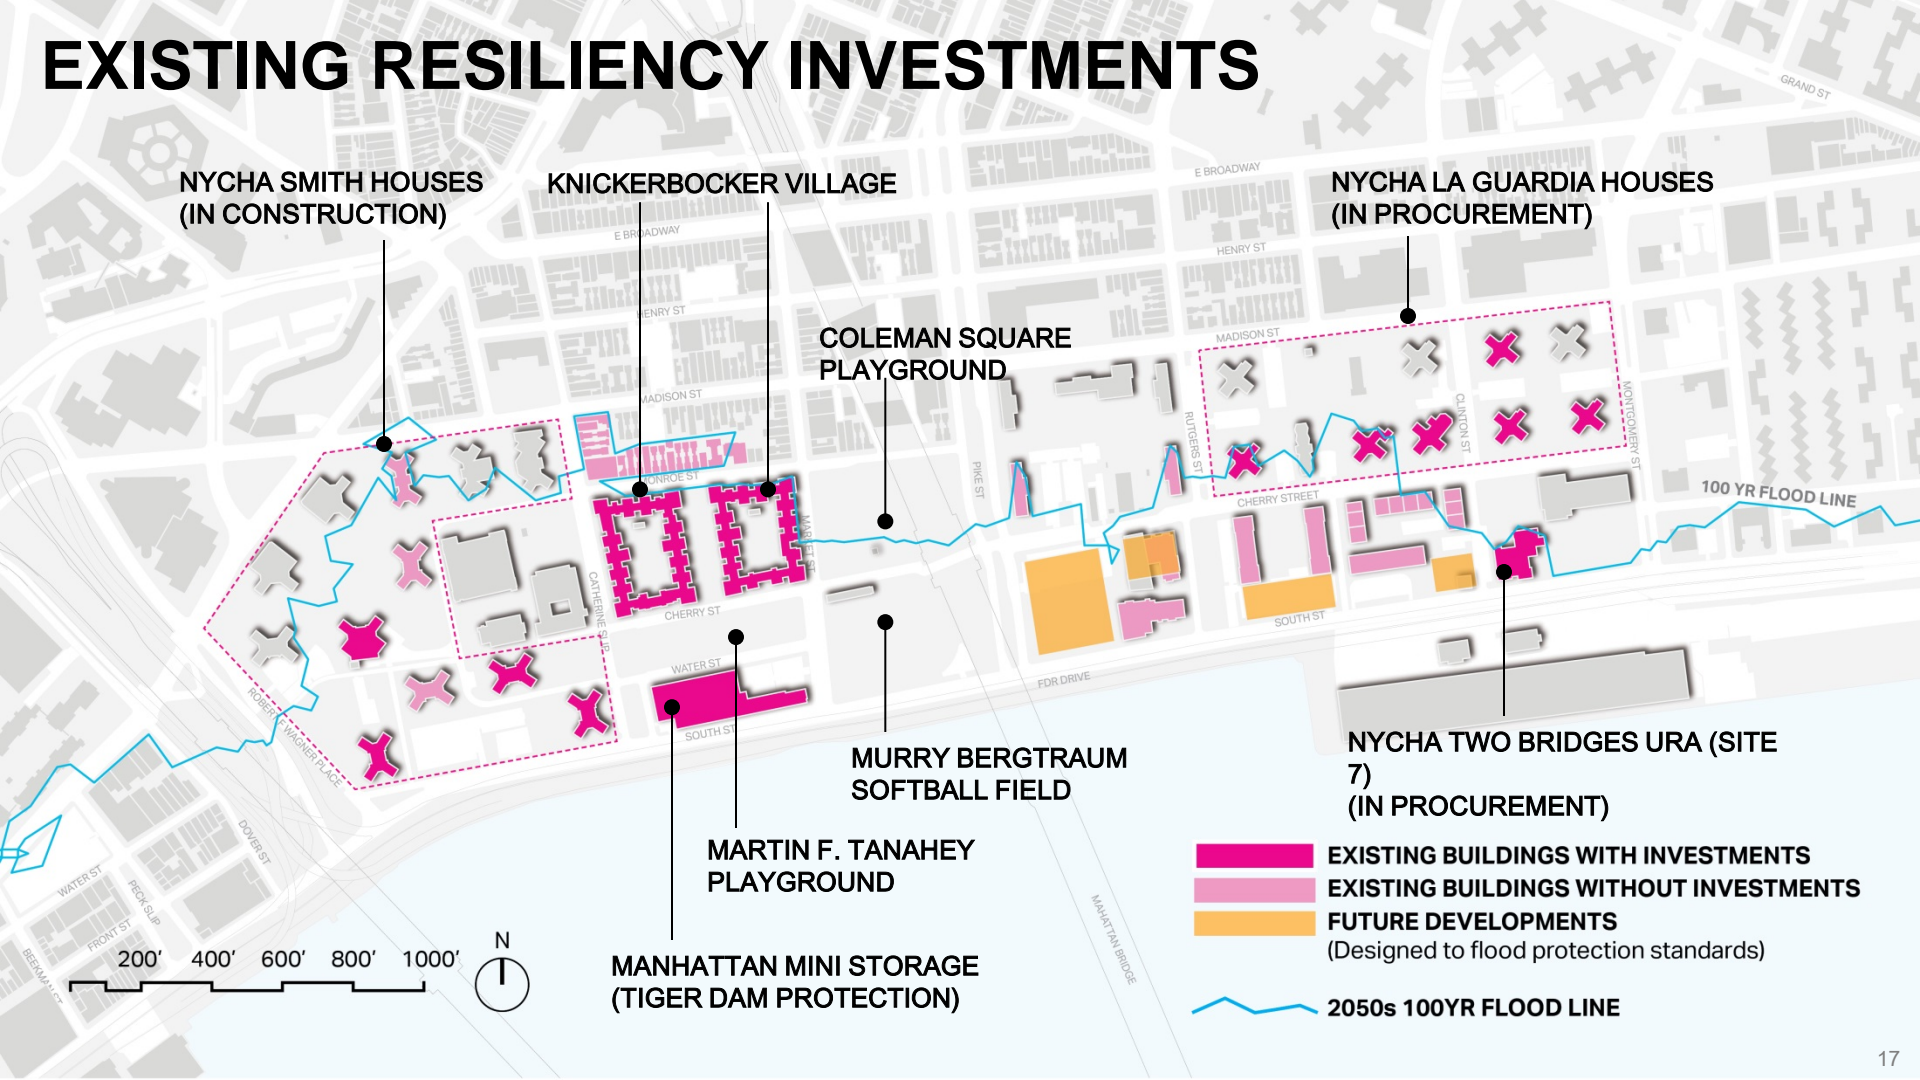 EXISTING RESILIENCY INVESTMENTS
GRAND ST
NYCHA SMITH HOUSES
(IN CONSTRUCTION)
KNICKERBOCKER VILLAGE
NYCHA LA GUARDIA HOUSES
(IN PROCUREMENT)
E BROADWAY
E BROADWAY
HENRY ST
HENRY ST
MADISON ST
COLEMAN SQUARE
PLAYGROUND
MADISON ST
MONROE ST
RUTGERS ST
CLINTON ST
MONTGOMERY ST
PIKE ST
CHERRY STREET
100 YR FLOOD LINE
MARKET ST
CATHERINE SLIP
CHERRY ST
SOUTH ST
WATER ST
FDR DRIVE
ROBERT F WAGNER PLACE
SOUTH ST
NYCHA TWO BRIDGES URA (SITE
7)
(IN PROCUREMENT)
MURRY BERGTRAUM
SOFTBALL FIELD
MARTIN F. TANAHEY
PLAYGROUND
DOVER ST
WATER ST
PECK SLIP
FRONT ST
BEEKMAN ST
MAHATTAN BRIDGE
EXISTING BUILDINGS WITH INVESTMENTS
EXISTING BUILDINGS WITHOUT INVESTMENTS
FUTURE DEVELOPMENTS
(Designed to flood protection standards)
2050s 100YR FLOOD LINE
200' 400' 600' 800' 1000'
N
MANHATTAN MINI STORAGE
(TIGER DAM PROTECTION)
17